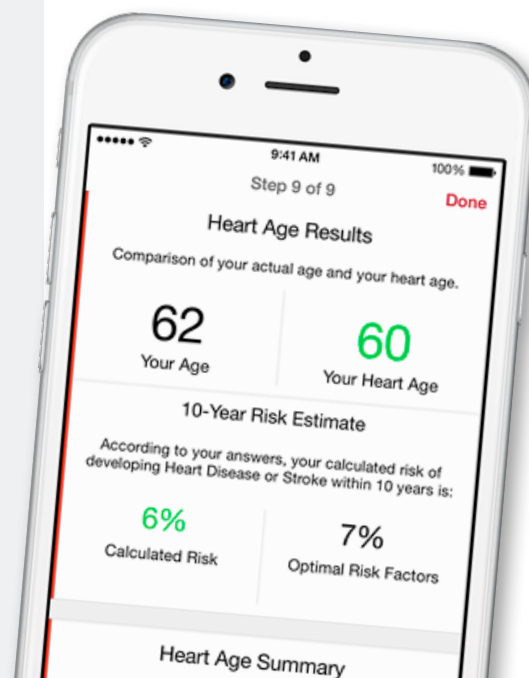 9:41 AM
100%
Step 9 of 9
Done
Heart Age Results
Comparison of your actual age and your heart age.
62
60
Your Age
Your Heart Age
10-Year Risk Estimate
According to your answers, your calculated risk of
developing Heart Disease or Stroke within 10 years is:
6%
7%
Calculated Risk
Optimal Risk Factors
Heart Age Summary